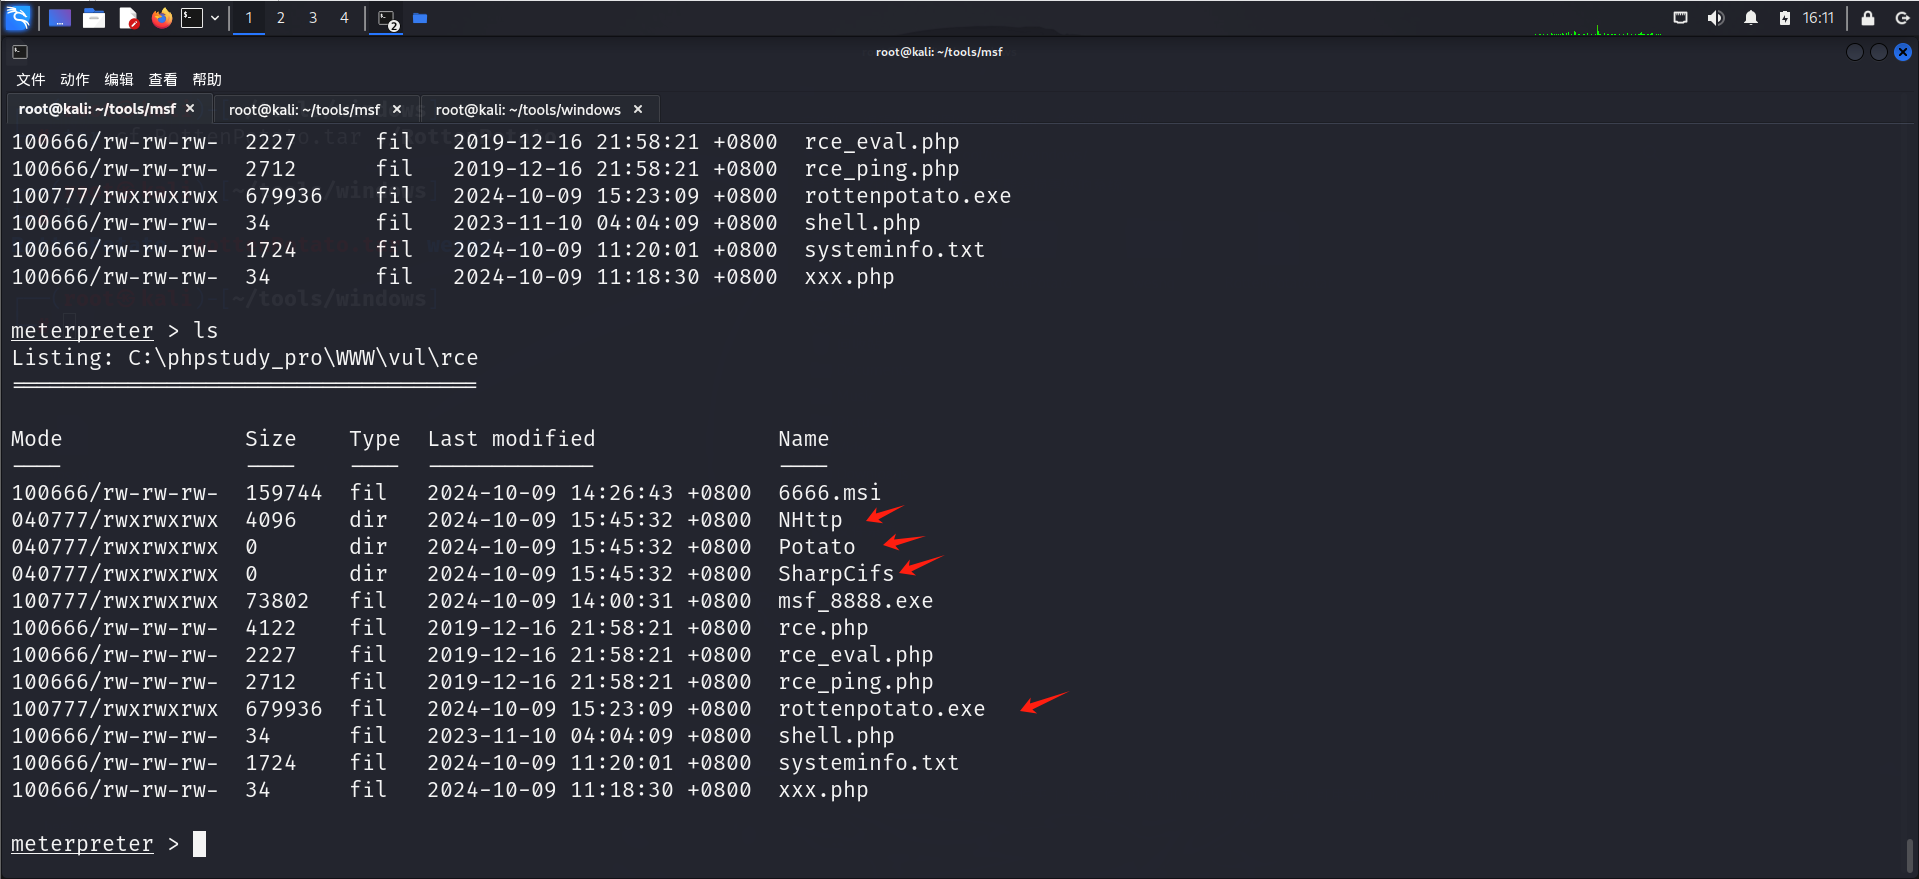 1 2 3 4 2 16:11
root@kali: ~/tools/msf
文件 动作 编辑 查看 帮助
root@kali: ~/tools/msf × root@kali: ~/tools/msf × root@kali: ~/tools/windows ×
100666/rw-rw-rw- 2227 fil 2019-12-16 21:58:21 +0800 rce_eval.php
100666/rw-rw-rw- 2712 fil 2019-12-16 21:58:21 +0800 rce_ping.php
100777/rwxrwxrwx 679936 fil 2024-10-09 15:23:09 +0800 rottenpotato.exe
100666/rw-rw-rw- 34 fil 2023-11-10 04:04:09 +0800 shell.php
100666/rw-rw-rw- 1724 fil 2024-10-09 11:20:01 +0800 systeminfo.txt
100666/rw-rw-rw- 34 fil 2024-10-09 11:18:30 +0800 xxx.php
meterpreter > ls
Listing: C:\phpstudy_pro\WWW\vul\rce
====================================
Mode Size Type Last modified Name
---- ---- ---- ------------- ----
100666/rw-rw-rw- 159744 fil 2024-10-09 14:26:43 +0800 6666.msi
040777/rwxrwxrwx 4096 dir 2024-10-09 15:45:32 +0800 NHttp
040777/rwxrwxrwx 0 dir 2024-10-09 15:45:32 +0800 Potato
040777/rwxrwxrwx 0 dir 2024-10-09 15:45:32 +0800 SharpCifs
100777/rwxrwxrwx 73802 fil 2024-10-09 14:00:31 +0800 msf_8888.exe
100666/rw-rw-rw- 4122 fil 2019-12-16 21:58:21 +0800 rce.php
100666/rw-rw-rw- 2227 fil 2019-12-16 21:58:21 +0800 rce_eval.php
100666/rw-rw-rw- 2712 fil 2019-12-16 21:58:21 +0800 rce_ping.php
100777/rwxrwxrwx 679936 fil 2024-10-09 15:23:09 +0800 rottenpotato.exe
100666/rw-rw-rw- 34 fil 2023-11-10 04:04:09 +0800 shell.php
100666/rw-rw-rw- 1724 fil 2024-10-09 11:20:01 +0800 systeminfo.txt
100666/rw-rw-rw- 34 fil 2024-10-09 11:18:30 +0800 xxx.php
meterpreter >